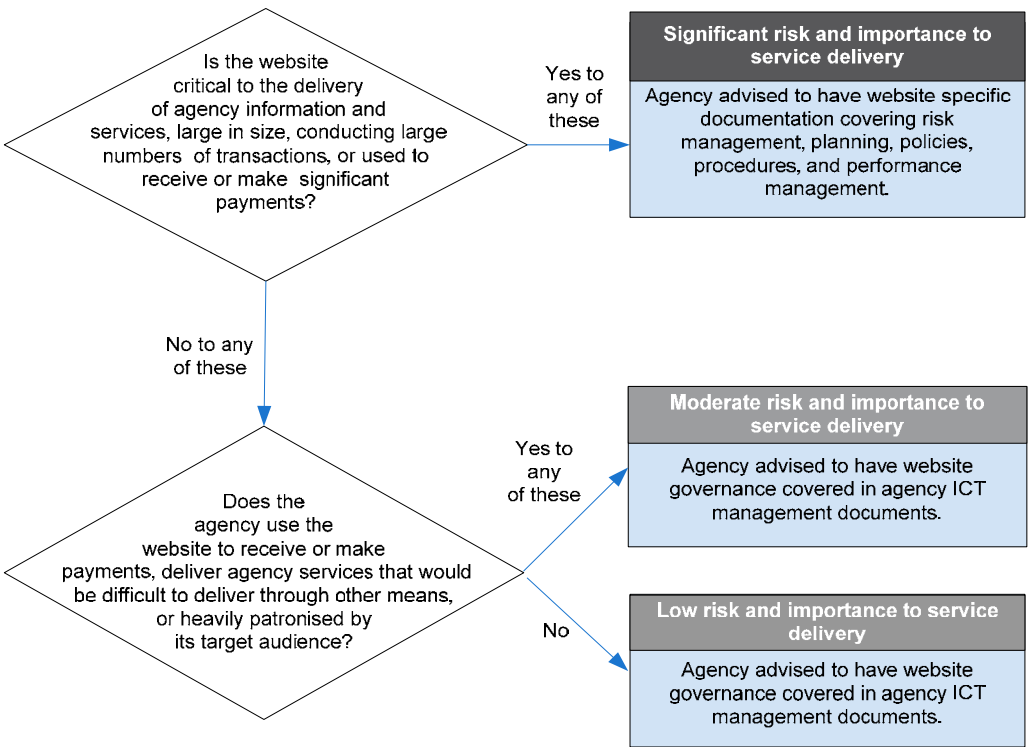 Is the website
critical to the delivery
of agency information and
services, large in size, conducting large
numbers of transactions, or used to
receive or make significant
payments?
Yes to
any of
these
Significant risk and importance to
service delivery
Agency advised to have website specific
documentation covering risk
management, planning, policies,
procedures, and performance
management.
No to any
of these
Does the
agency use the
website to receive or make
payments, deliver agency services that would
be difficult to deliver through other means,
or heavily patronised by
its target audience?
Yes to
any
of these
Moderate risk and importance to
service delivery
Agency advised to have website
governance covered in agency ICT
management documents.
No
Low risk and importance to service
delivery
Agency advised to have website
governance covered in agency ICT
management documents.